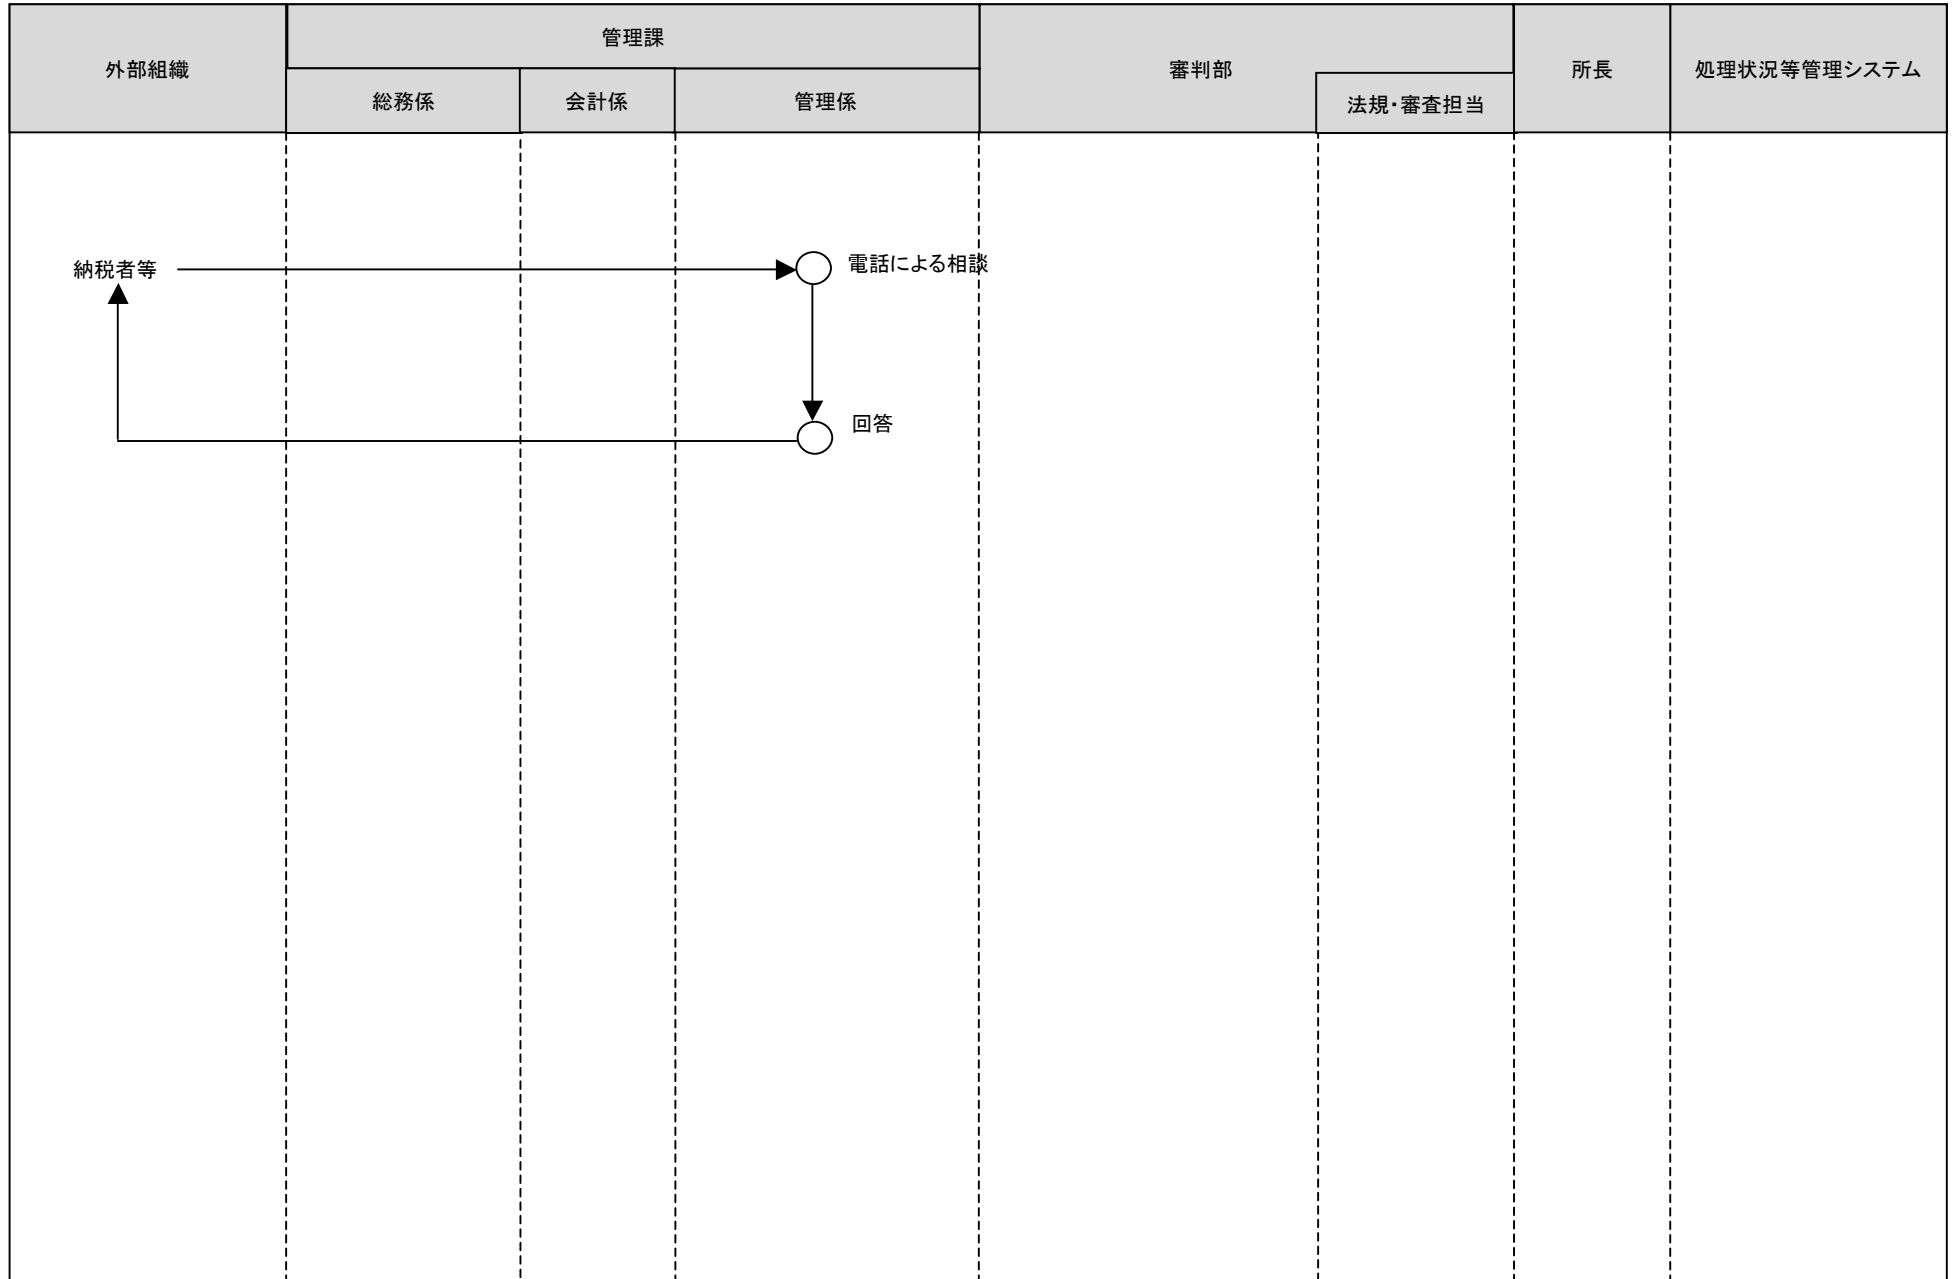 外部組織
管理課
審判部
所長
処理状況等管理システム
総務係
会計係
管理係
法規・審査担当
納税者等
電話による相談
回答